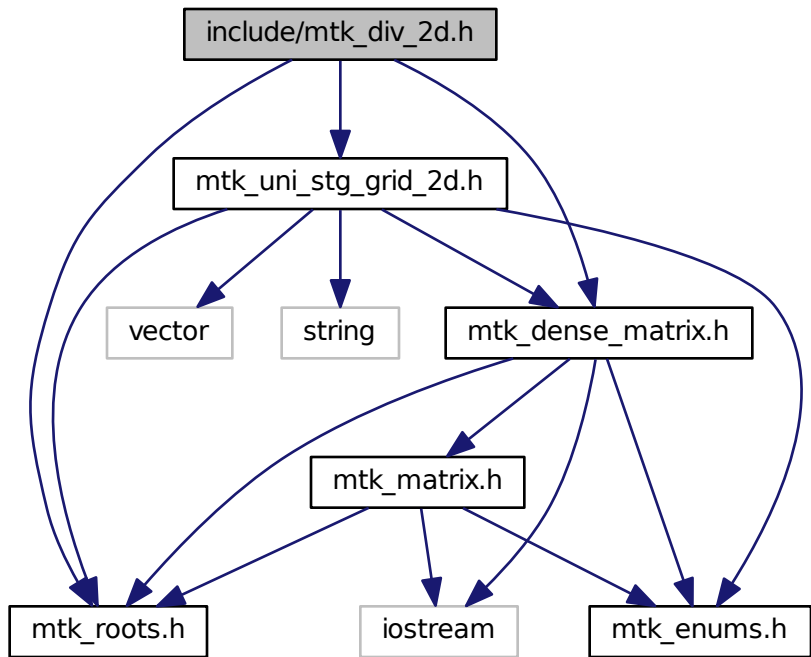 include/mtk_div_2d.h
mtk_uni_stg_grid_2d.h
vector
string
mtk_dense_matrix.h
mtk_matrix.h
mtk_roots.h
iostream
mtk_enums.h